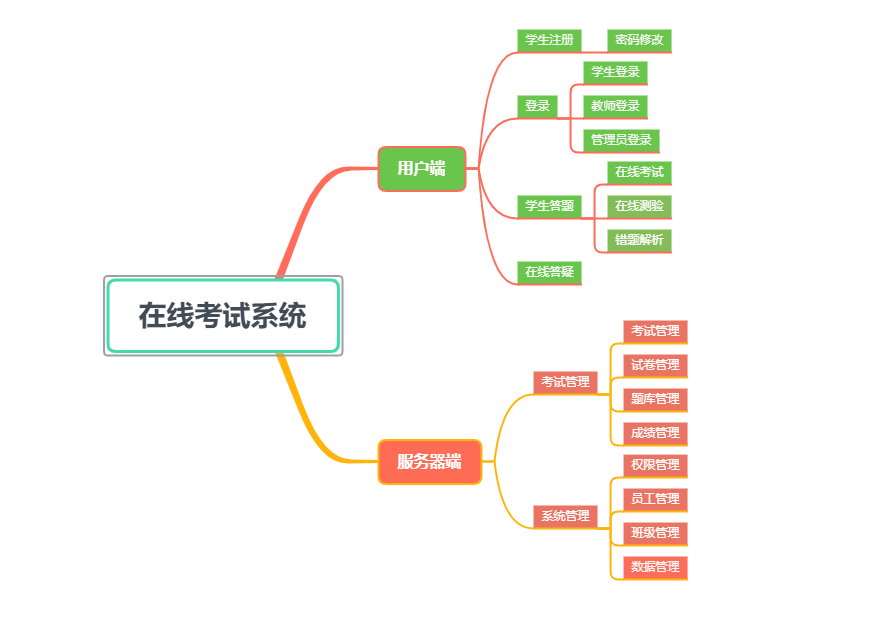 在线考试系统
用户端
学生注册
密码修改
登录
学生登录
教师登录
管理员登录
学生答题
在线考试
在线测验
错题解析
在线答疑
服务器端
考试管理
考试管理
试卷管理
题库管理
成绩管理
系统管理
权限管理
员工管理
班级管理
数据管理